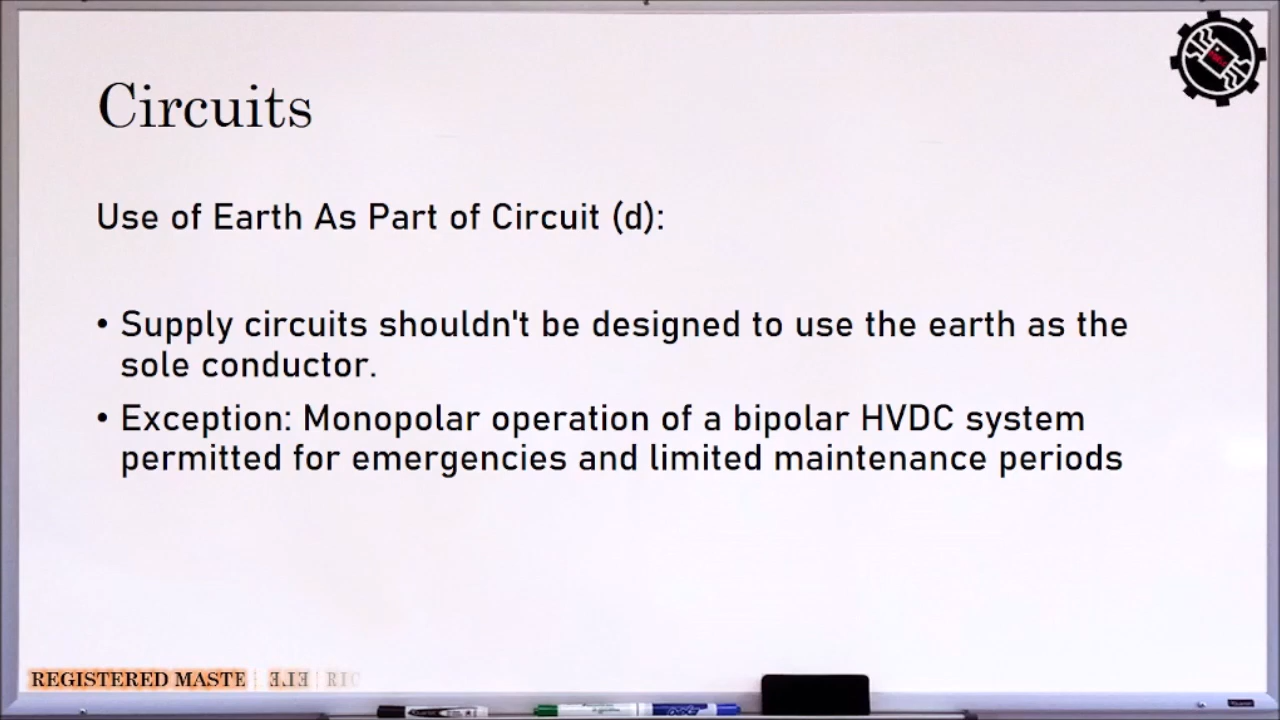 Circuits
Use of Earth As Part of Circuit (d):
• Supply circuits shouldn't be designed to use the earth as the
sole conductor.
• Exception: Monopolar operation of a bipolar HVDC system
permitted for emergencies and limited maintenance periods
REGISTERED MASTE